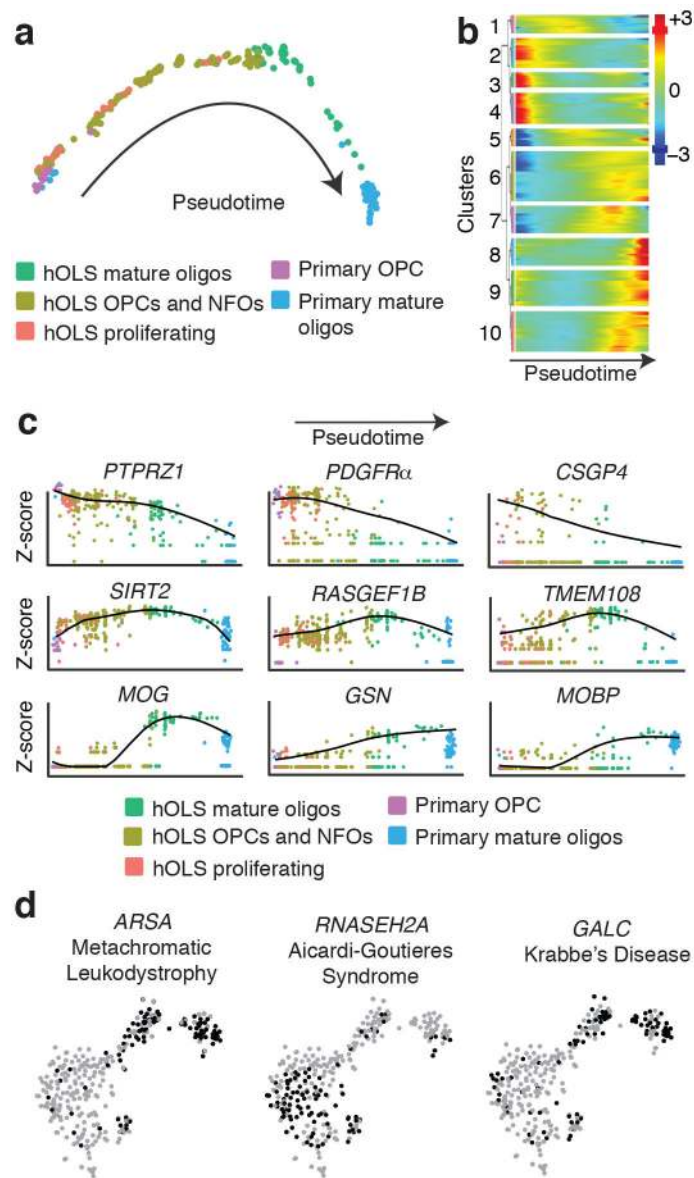 a
Pseudotime
hOLS mature oligos
hOLS OPCs and NFOs
hOLS proliferating
Primary OPC
Primary mature
oligos
b
Clusters
1
2
3
4
5
6
7
8
9
10
+3
0
-3
Pseudotime
c
Pseudotime
PTPRZ1
PDGFRα
CSGP4
Z-score
SIRT2
RASGEF1B
TMEM108
Z-score
MOG
GSN
MOBP
Z-score
hOLS mature oligos
hOLS OPCs and NFOs
hOLS proliferating
Primary OPC
Primary mature oligos
d
ARSA
Metachromatic
Leukodystrophy
RNASEH2A
Aicardi-Goutieres
Syndrome
GALC
Krabbe's Disease